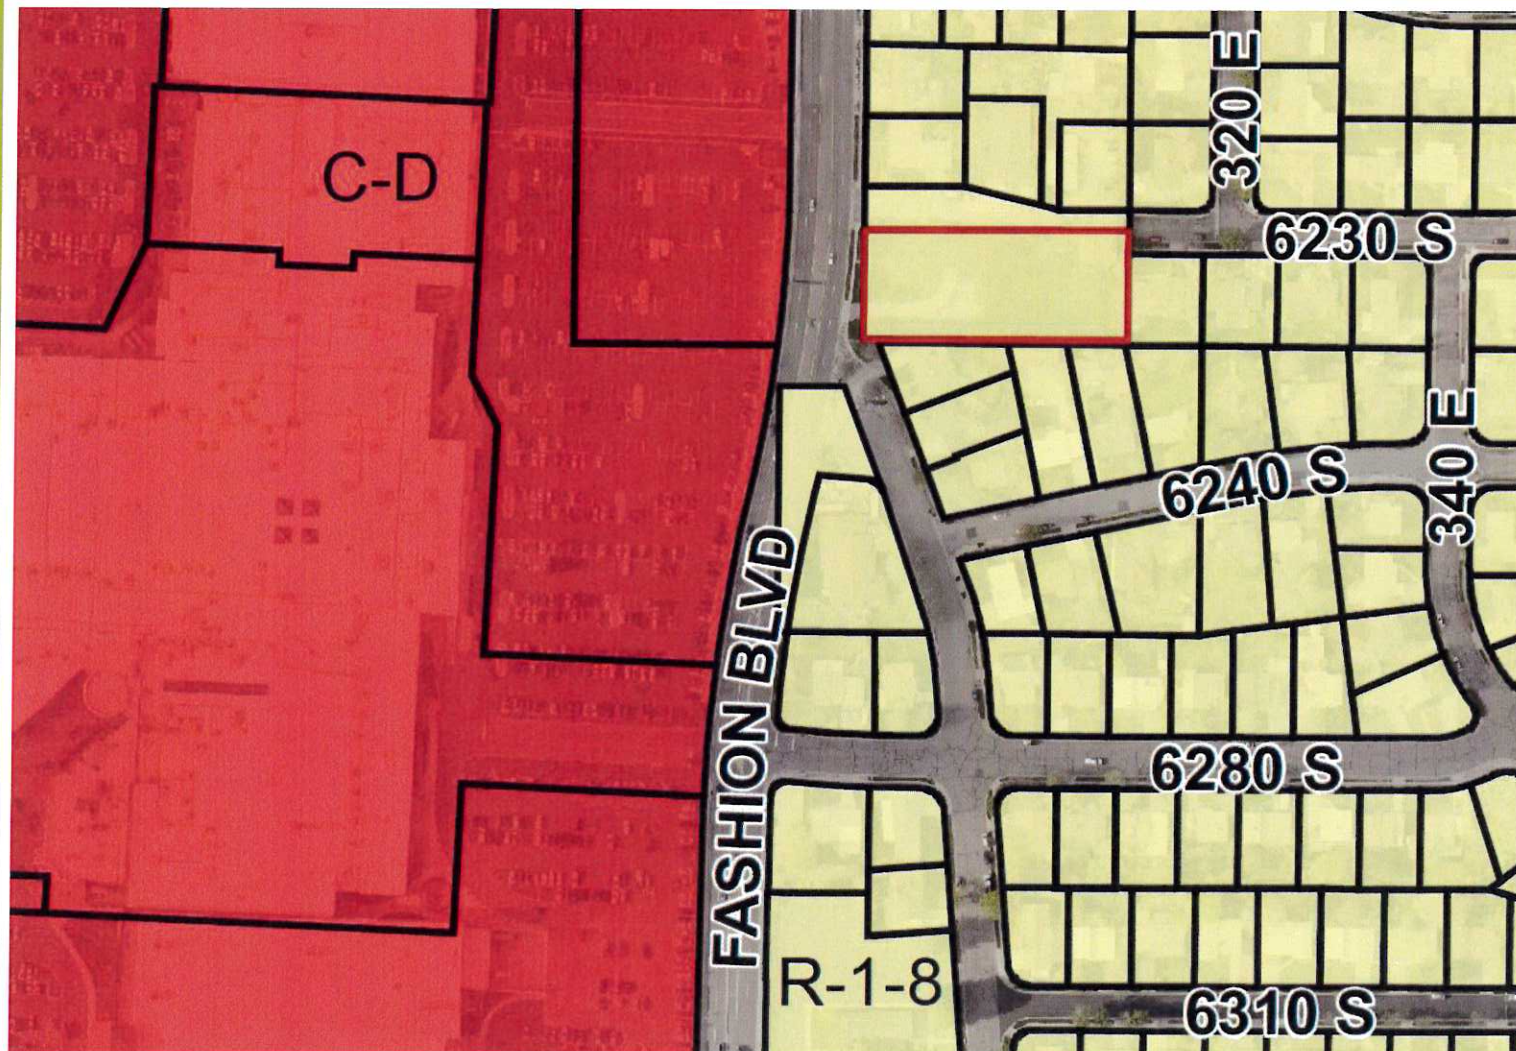 320 E
C-D
6230 S
340 E
6240 S
FASHION BLVD
6280 S
R-1-8
6310 S